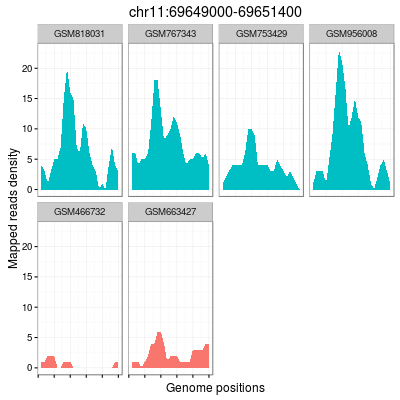 chr11:69649000-69651400
GSM818031 GSM767343 GSM753429 GSM956008
20
15
10
5
0
GSM466732 GSM663427
20
15
10
5
0
Mapped reads density
Genome positions